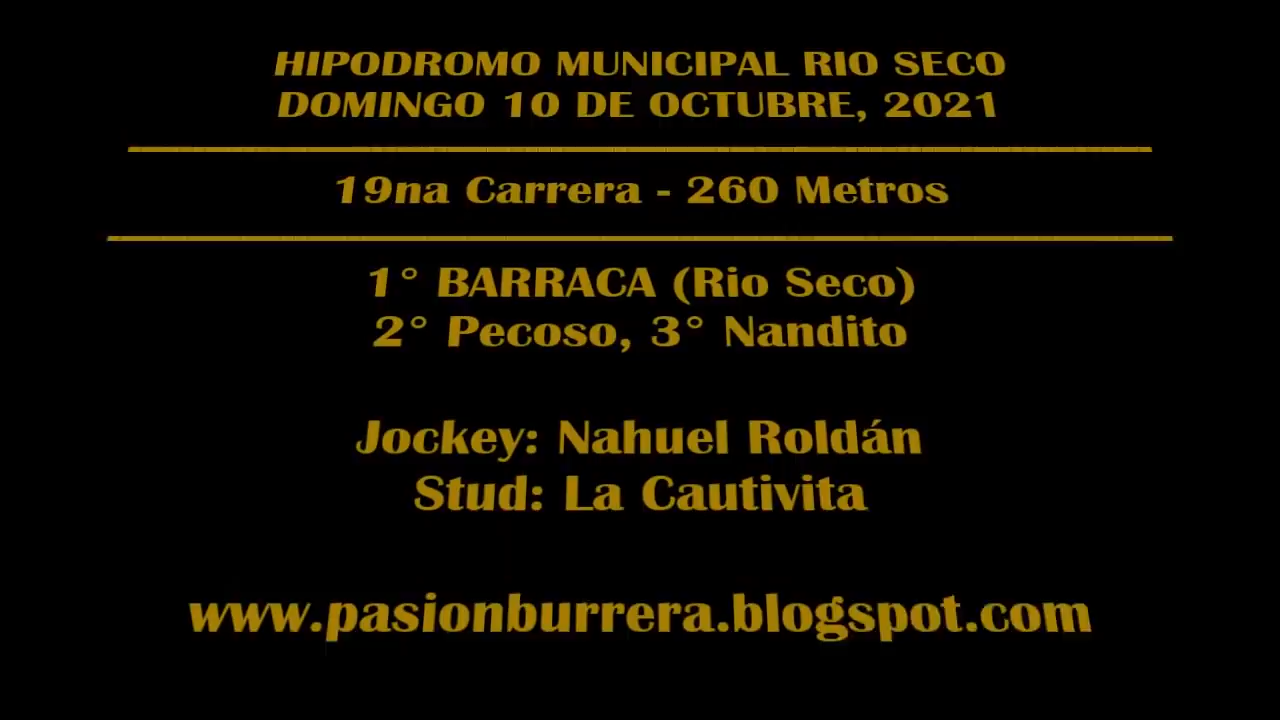 HIPODROMO MUNICIPAL RIO SECO
DOMINGO 10 DE OCTUBRE, 2021
19na Carrera - 260 Metros
1° BARRACA (Rio Seco)
2° Pecoso, 3° Nandito
Jockey: Nahuel Roldán
Stud: La Cautivita
www.pasionburrera.blogspot.com